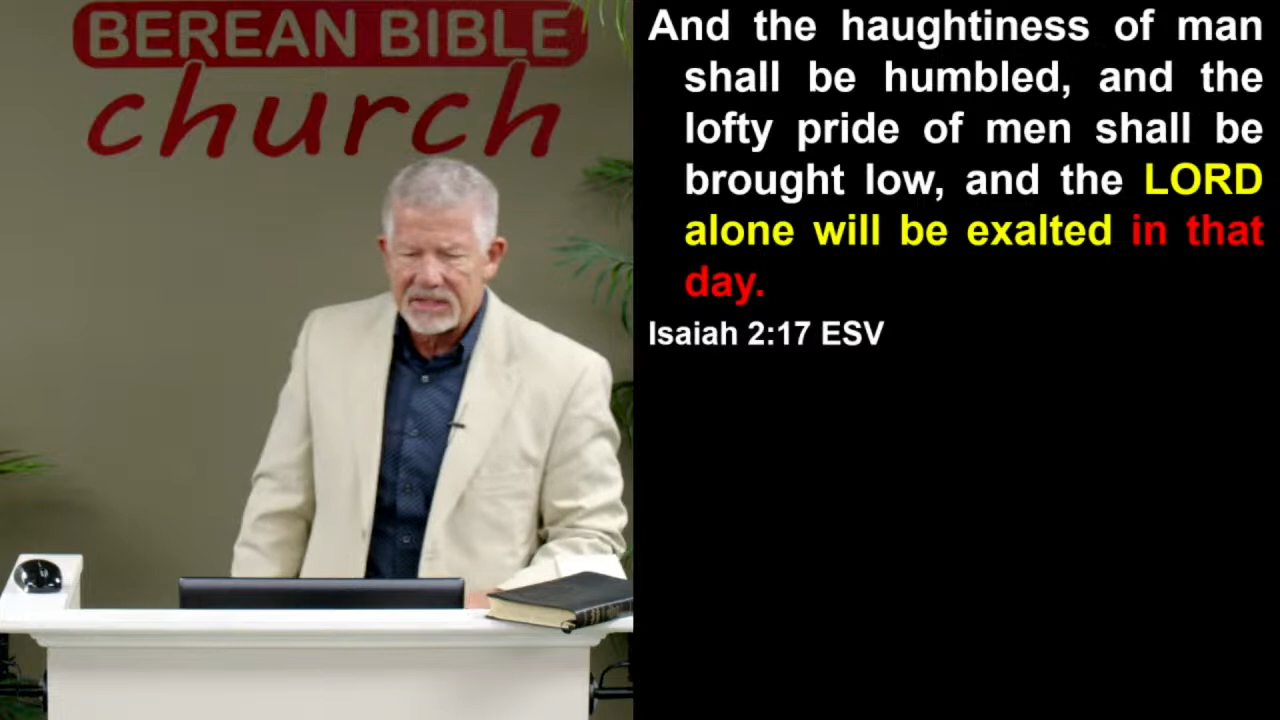 BEREAN BIBLE
church
And the haughtiness of man
shall be humbled, and the
lofty pride of men shall be
brought low, and the LORD
alone will be exalted in that
day.
Isaiah 2:17 ESV